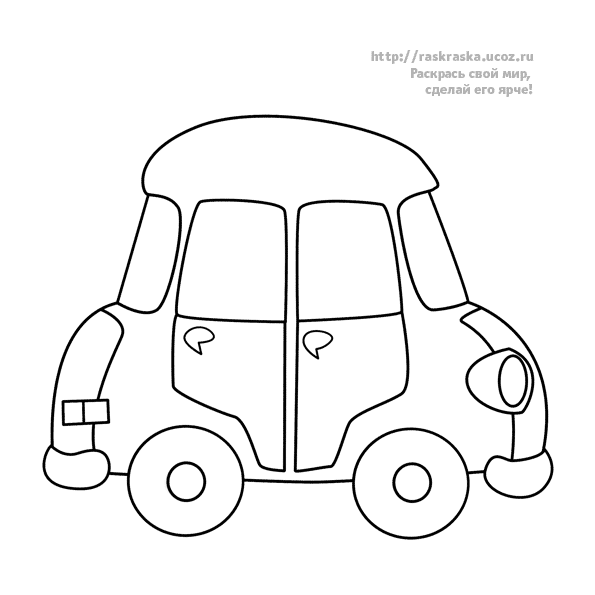 http://raskraska.ucoz.ru
Раскрась свой мир,
сделай его ярче!